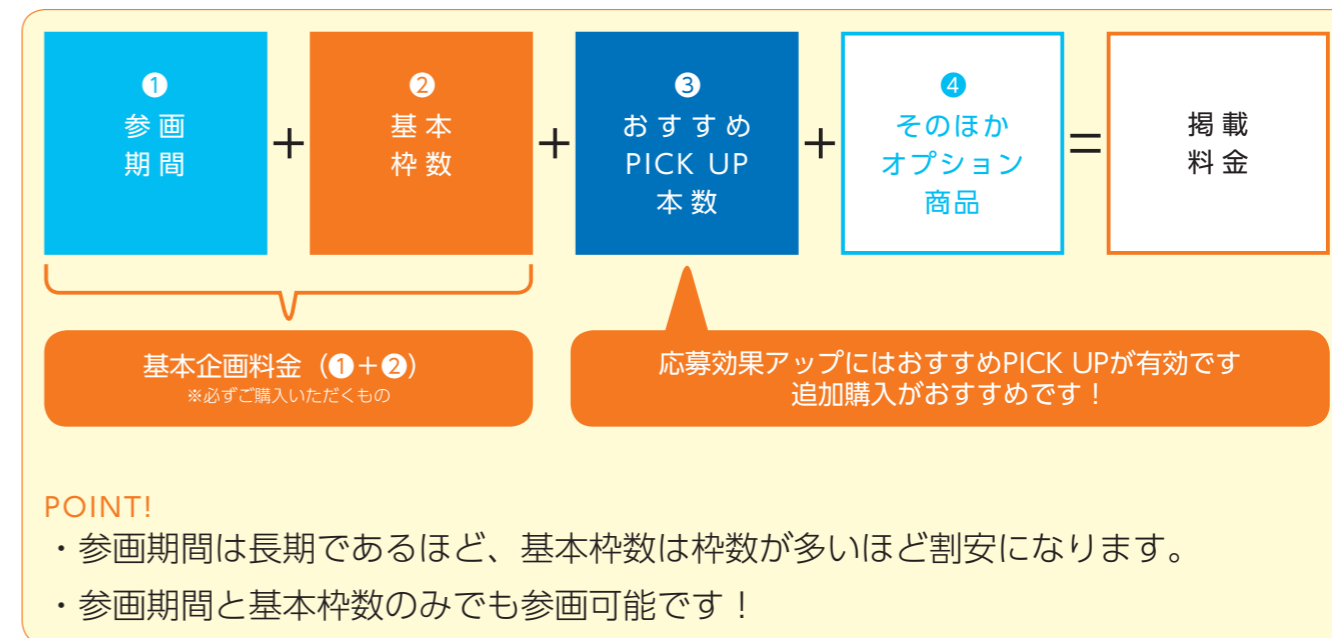 ❶
参画
期間
+
❷
基本
枠数
+
❸
おすすめ
PICK UP
本数
+
❹
そのほか
オプション
商品
=
掲載
料金
基本企画料金（❶+❷）
※必ずご購入いただくもの
応募効果アップにはおすすめPICK UPが有効です
追加購入がおすすめです！
POINT!
・参画期間は長期であるほど、基本枠数は枠数が多いほど割安になります。
・参画期間と基本枠数のみでも参画可能です！